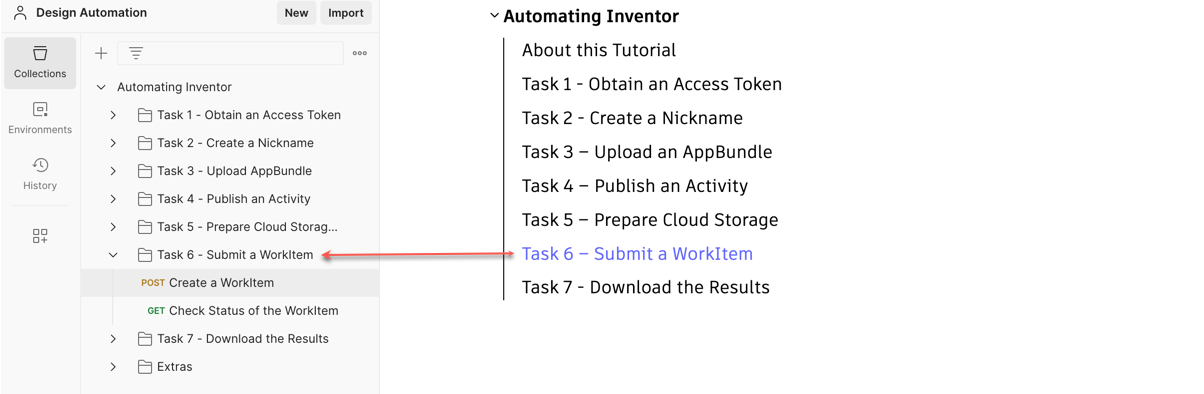 Design Automation
New
Import
Collections
Environments
History
Automating Inventor
Task 1 - Obtain an Access Token
Task 2 - Create a Nickname
Task 3 - Upload AppBundle
Task 4 - Publish an Activity
Task 5 - Prepare Cloud Storag...
Task 6 - Submit a WorkItem
POST Create a WorkItem
GET Check Status of the WorkItem
Task 7 - Download the Results
Extras
Automating Inventor
About this Tutorial
Task 1 - Obtain an Access Token
Task 2 - Create a Nickname
Task 3 – Upload an AppBundle
Task 4 – Publish an Activity
Task 5 – Prepare Cloud Storage
Task 6 – Submit a WorkItem
Task 7 - Download the Results